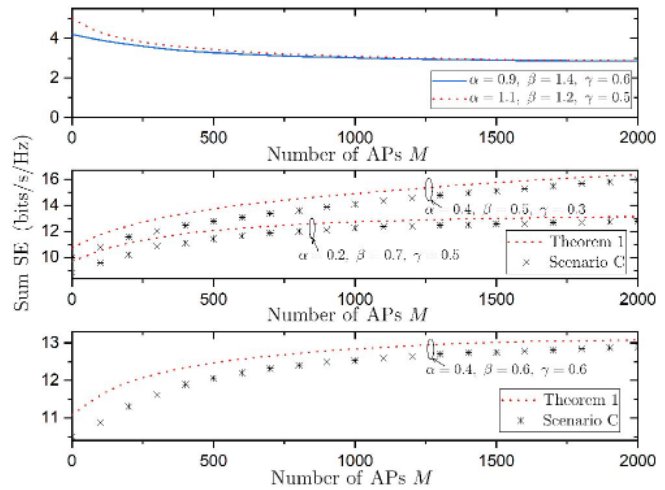 4
2
0
α = 0.9, β = 1.4, γ = 0.6
α = 1.1, β = 1.2, γ = 0.5
0 500 1000 1500 2000
Number of APs M
Sum SE (bits/s/Hz)
16
14
12
10
α = 0.4, β = 0.5, γ = 0.3
α = 0.2, β = 0.7, γ = 0.5
Theorem 1
Scenario C
0 500 1000 1500 2000
Number of APs M
13
12
11
α = 0.4, β = 0.6, γ = 0.6
Theorem 1
Scenario C
0 500 1000 1500 2000
Number of APs M